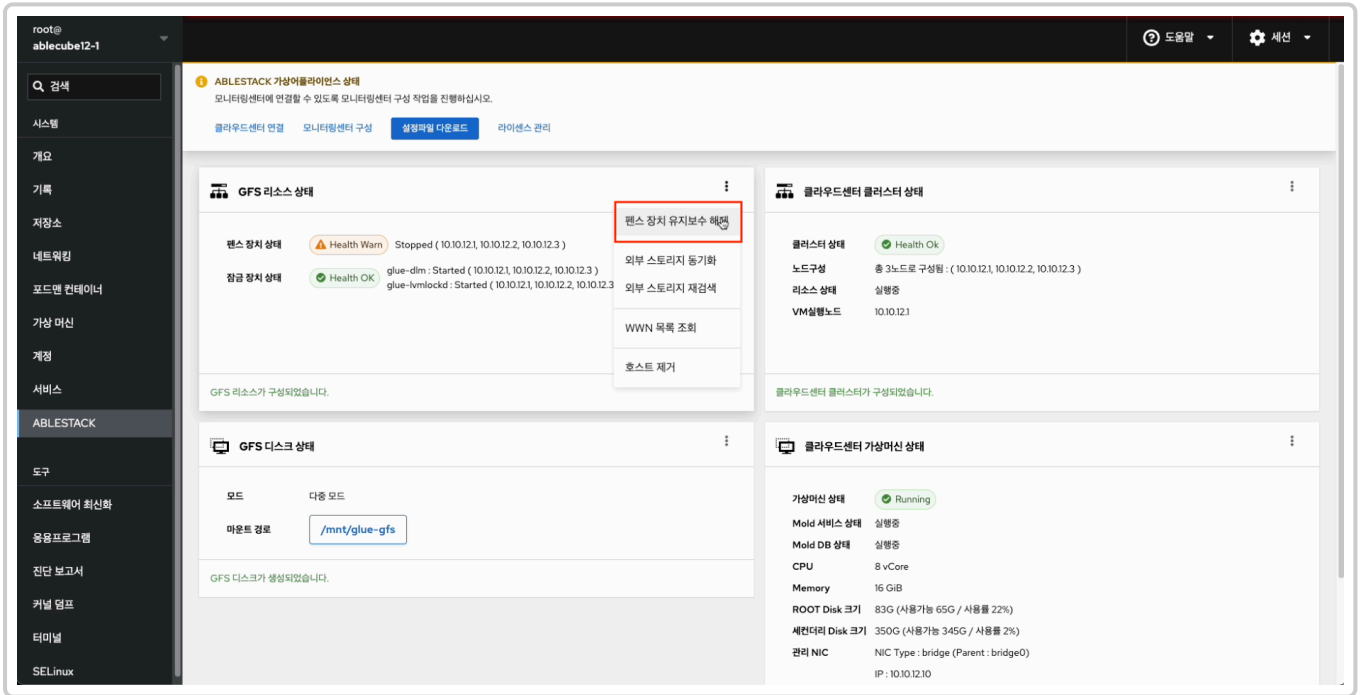 root@
ablecube12-1
도움말
세션
검색
시스템
개요
기록
저장소
네트워킹
포드맨 컨테이너
가상 머신
계정
서비스
ABLESTACK
도구
소프트웨어 최신화
응용프로그램
진단 보고서
커널 덤프
터미널
SELinux
ABLESTACK 가상어플라이언스 상태
모니터링센터에 연결할 수 있도록 모니터링센터 구성 작업을 진행하십시오.
클라우드센터 연결 모니터링센터 구성 설정파일 다운로드 라이센스 관리
GFS 리소스 상태
펜스 장치 상태 Health Warn Stopped ( 10.10.12.1, 10.10.12.2, 10.10.12.3 )
잠금 장치 상태 Health OK glue-dlm : Started ( 10.10.12.1, 10.10.12.2, 10.10.12.3 )
glue-lvmlockd : Started ( 10.10.12.1, 10.10.12.2, 10.10.12.3
GFS 리소스가 구성되었습니다.
펜스 장치 유지보수 해제
외부 스토리지 동기화
외부 스토리지 재검색
WWN 목록 조회
호스트 제거
클라우드센터 클러스터 상태
클러스터 상태 Health Ok
노드구성 총 3노드로 구성됨 : ( 10.10.12.1, 10.10.12.2, 10.10.12.3 )
리소스 상태 실행중
VM실행노드 10.10.12.1
클라우드센터 클러스터가 구성되었습니다.
GFS 디스크 상태
모드 다중 모드
마운트 경로 /mnt/glue-gfs
GFS 디스크가 생성되었습니다.
클라우드센터 가상머신 상태
가상머신 상태 Running
Mold 서비스 상태 실행중
Mold DB 상태 실행중
CPU 8 vCore
Memory 16 GiB
ROOT Disk 크기 83G (사용가능 65G / 사용률 22%)
세컨더리 Disk 크기 350G (사용가능 345G / 사용률 2%)
관리 NIC NIC Type : bridge (Parent : bridge0)
IP : 10.10.12.10